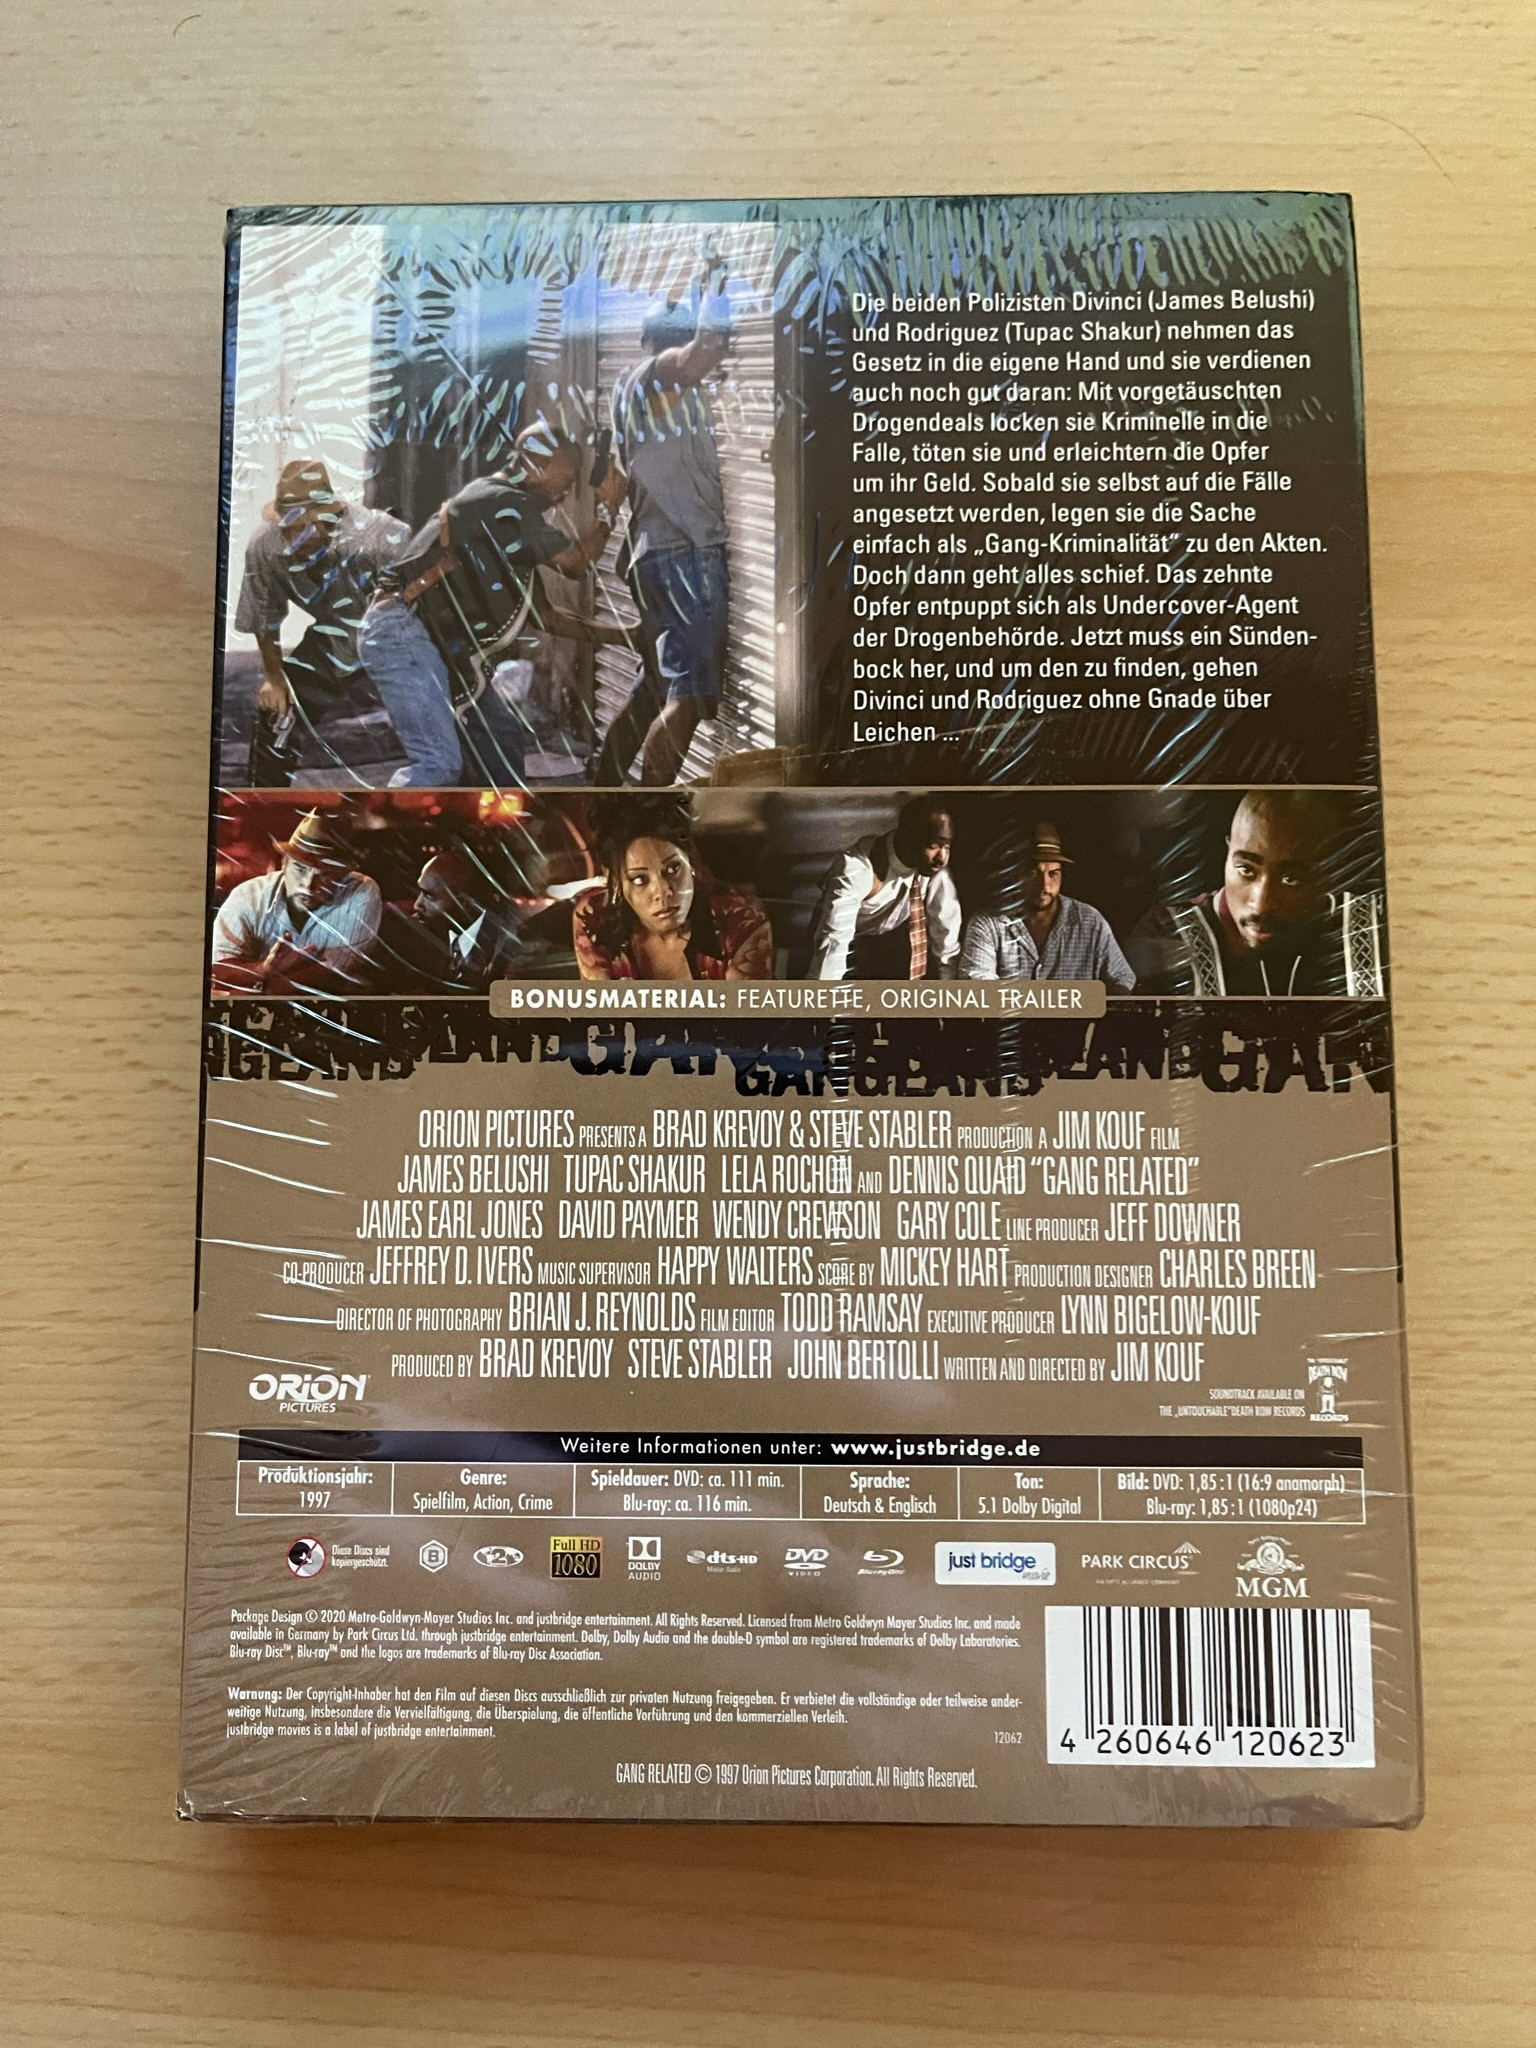 Die beiden Polizisten Divinci (James Belushi)
und Rodriguez (Tupac Shakur) nehmen das
Gesetz in die eigene Hand und sie verdienen
auch noch gut daran: Mit vorgetäuschten
Drogendeals locken sie Kriminelle in die
Falle, töten sie und erleichtern die Opfer
um ihr Geld. Sobald sie selbst auf die Fälle
angesetzt werden, legen sie die Sache
einfach als „Gang-Kriminalität“ zu den Akten.
Doch dann geht alles schief. Das zehnte
Opfer entpuppt sich als Undercover-Agent
der Drogenbehörde. Jetzt muss ein Sünden-
bock her, und um den zu finden, gehen
Divinci und Rodriguez ohne Gnade über
Leichen ...
BONUSMATERIAL: FEATURETTE, ORIGINAL TRAILER
GANGLAND
ORION PICTURES PRESENTS A BRAD KREVOY & STEVE STABLER PRODUCTION A JIM KOUF FILM
JAMES BELUSHI TUPAC SHAKUR LELA ROCHON AND DENNIS QUAID “GANG RELATED”
JAMES EARL JONES DAVID PAYMER WENDY CREWSON GARY COLE LINE PRODUCER JEFF DOWNER
CO-PRODUCER JEFFREY D. IVERS MUSIC SUPERVISOR HAPPY WALTERS SCORE BY MICKEY HART PRODUCTION DESIGNER CHARLES BREEN
DIRECTOR OF PHOTOGRAPHY BRIAN J. REYNOLDS FILM EDITOR TODD RAMSAY EXECUTIVE PRODUCER LYNN BIGELOW-KOUF
PRODUCED BY BRAD KREVOY STEVE STABLER JOHN BERTOLLI WRITTEN AND DIRECTED BY JIM KOUF
ORION
PICTURES
SOUNDTRACK AVAILABLE ON
THE „UNTOUCHABLE“ DEATH ROW RECORDS
DEATH ROW
RECORDS
Weitere Informationen unter: www.justbridge.de
Produktionsjahr:
1997
Genre:
Spielfilm, Action, Crime
Spieldauer: DVD: ca. 111 min.
Blu-ray: ca. 116 min.
Sprache:
Deutsch & Englisch
Ton:
5.1 Dolby Digital
Bild: DVD: 1,85:1 (16:9 anamorph)
Blu-ray: 1,85:1 (1080p24)
Diese Discs sind
kopiergeschützt.
B
2
Full HD
1080
DOLBY
AUDIO
dts-HD
Master Audio
DVD
VIDEO
Blu-ray Disc
just bridge
movie
PARK CIRCUS
MGM
Package Design © 2020 Metro-Goldwyn-Mayer Studios Inc. and justbridge entertainment. All Rights Reserved. Licensed from Metro Goldwyn Mayer Studios Inc. and made
available in Germany by Park Circus Ltd. through justbridge entertainment. Dolby, Dolby Audio and the double-D symbol are registered trademarks of Dolby Laboratories.
Blu-ray Disc™, Blu-ray™ and the logos are trademarks of Blu-ray Disc Association.
Warnung: Der Copyright-Inhaber hat den Film auf diesen Discs ausschließlich zur privaten Nutzung freigegeben. Er verbietet die vollständige oder teilweise ander-
weitige Nutzung, insbesondere die Vervielfältigung, die Überspielung, die öffentliche Vorführung und den kommerziellen Verleih.
justbridge movies is a label of justbridge entertainment.
12062
4 260646 120623
GANG RELATED © 1997 Orion Pictures Corporation. All Rights Reserved.